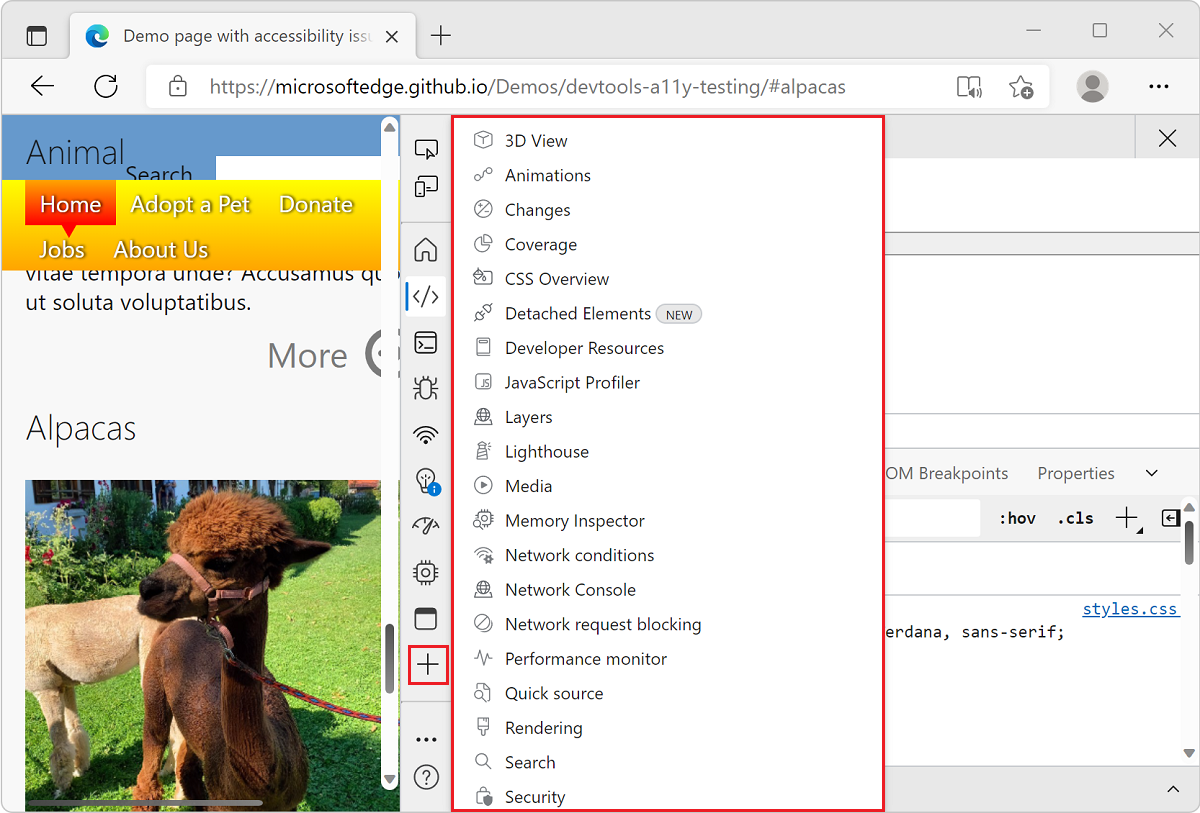 Demo page with accessibility iss
https://microsoftedge.github.io/Demos/devtools-a11y-testing/#alpacas
Animal
Search
Home Adopt a Pet Donate
Jobs About Us
vitae tempora unde? Accusamus qu
ut soluta voluptatibus.
More
Alpacas
3D View
Animations
Changes
Coverage
CSS Overview
Detached Elements NEW
Developer Resources
JavaScript Profiler
Layers
Lighthouse
Media
Memory Inspector
Network conditions
Network Console
Network request blocking
Performance monitor
Quick source
Rendering
Search
Security
OM Breakpoints Properties
:hov .cls
styles.css
erdana, sans-serif;